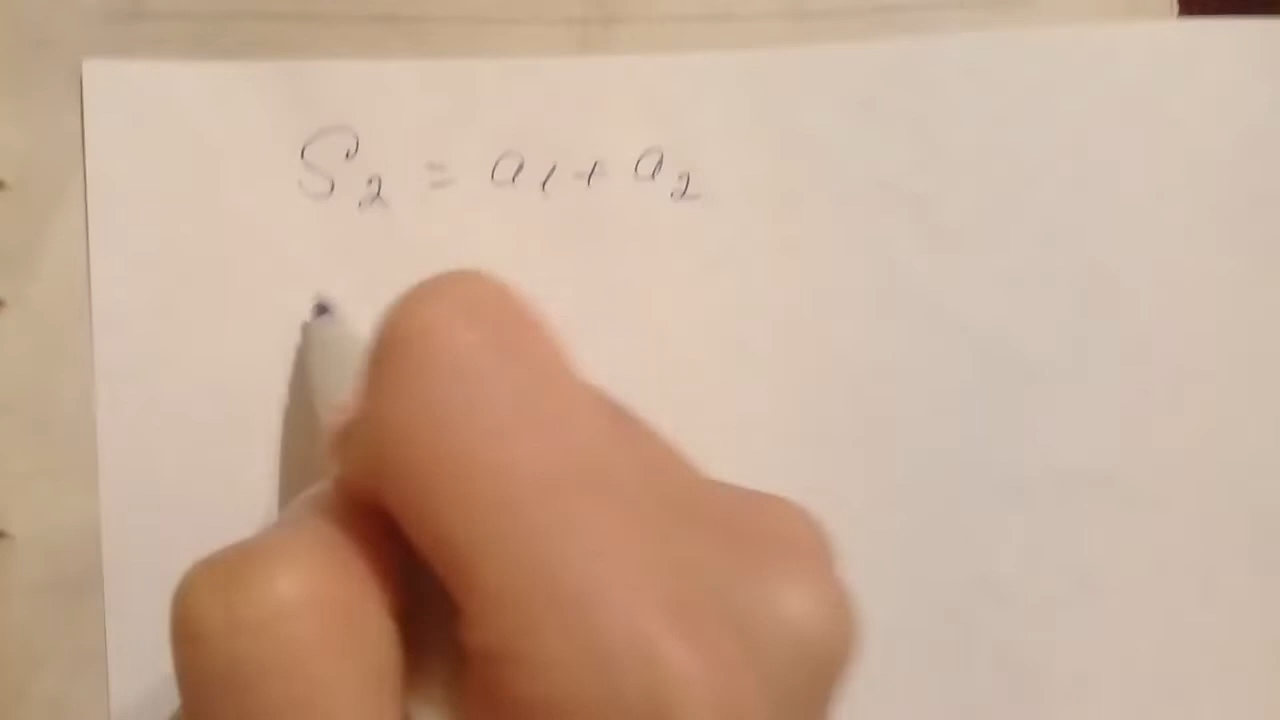 S₂ = a₁ + a₂